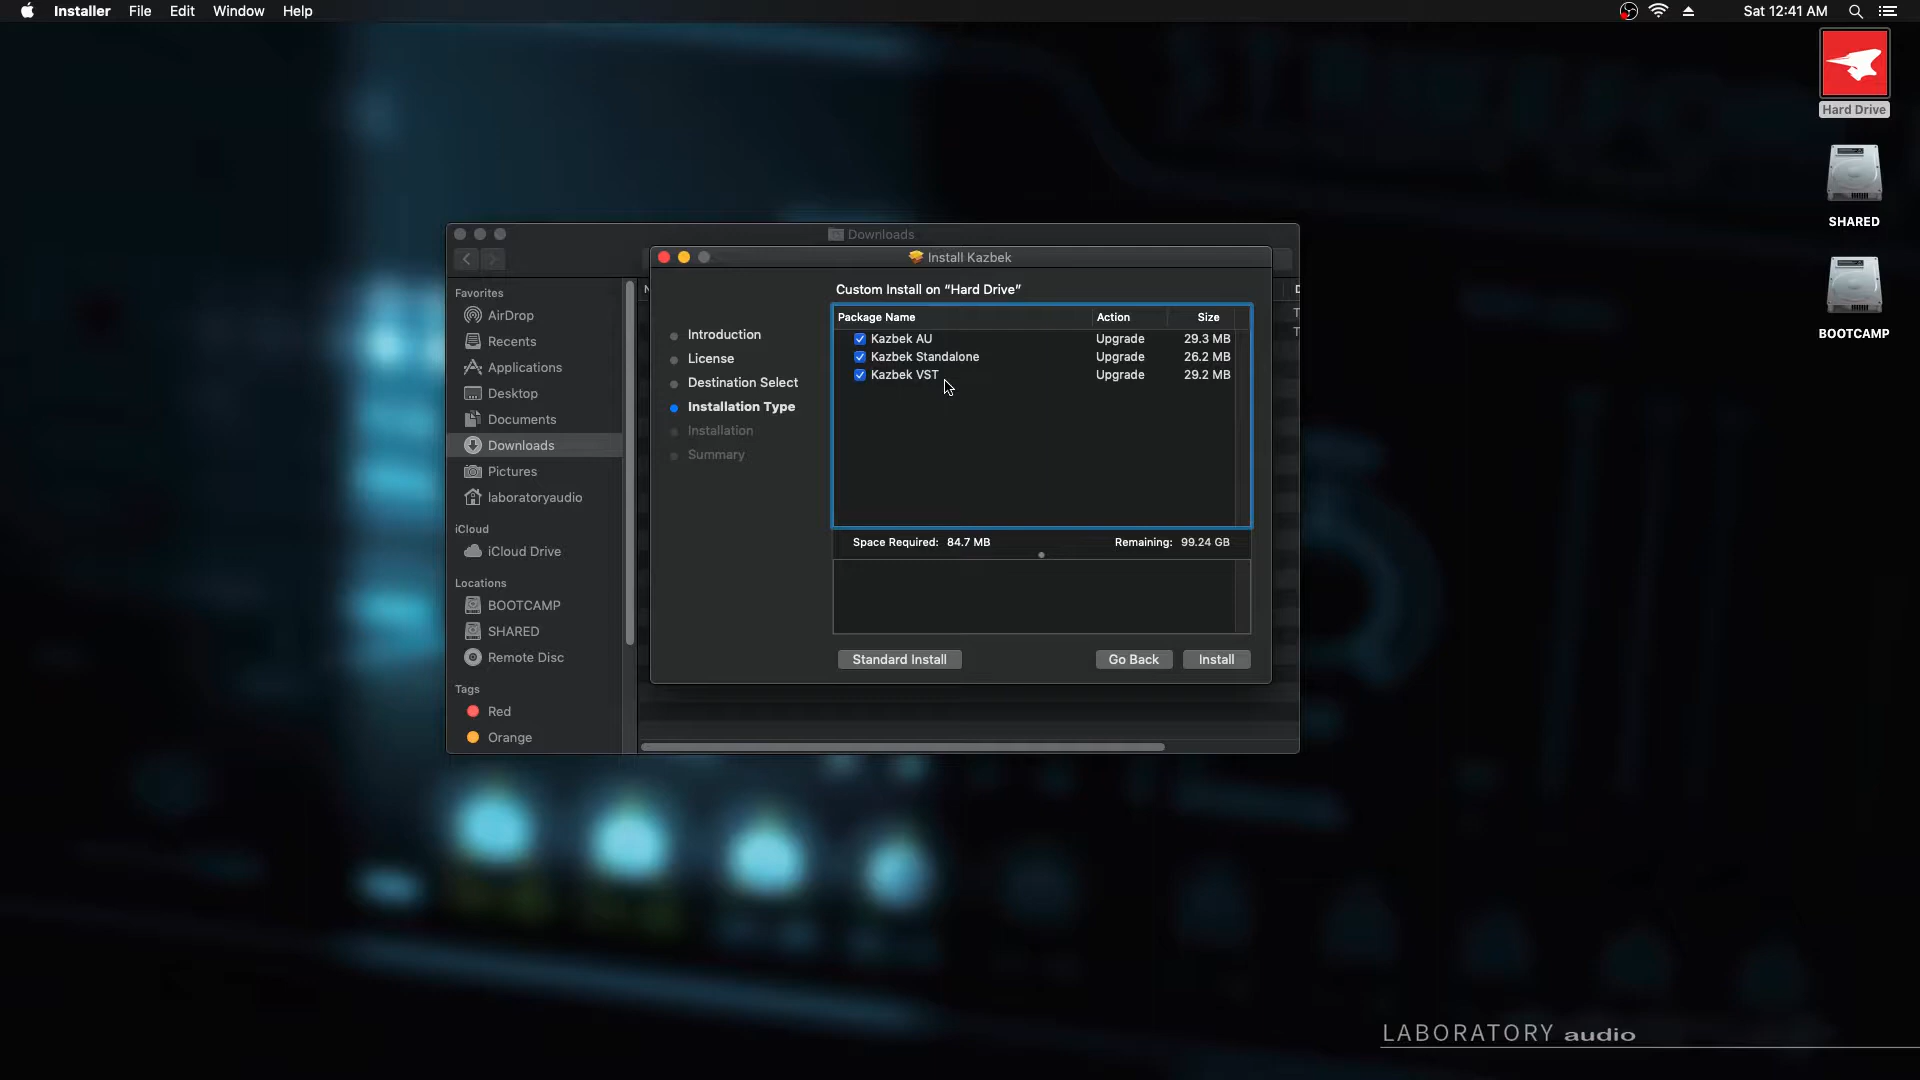 Installer File Edit Window Help
Sat 12:41 AM
Hard Drive
SHARED
BOOTCAMP
Downloads
Install Kazbek
Favorites
AirDrop
Recents
Applications
Desktop
Documents
Downloads
Pictures
laboratoryaudio
iCloud
iCloud Drive
Locations
BOOTCAMP
SHARED
Remote Disc
Tags
Red
Orange
Introduction
License
Destination Select
Installation Type
Installation
Summary
Custom Install on “Hard Drive”
Package Name Action Size
Kazbek AU Upgrade 29.3 MB
Kazbek Standalone Upgrade 26.2 MB
Kazbek VST Upgrade 29.2 MB
Space Required: 84.7 MB Remaining: 99.24 GB
Standard Install Go Back Install
LABORATORY audio